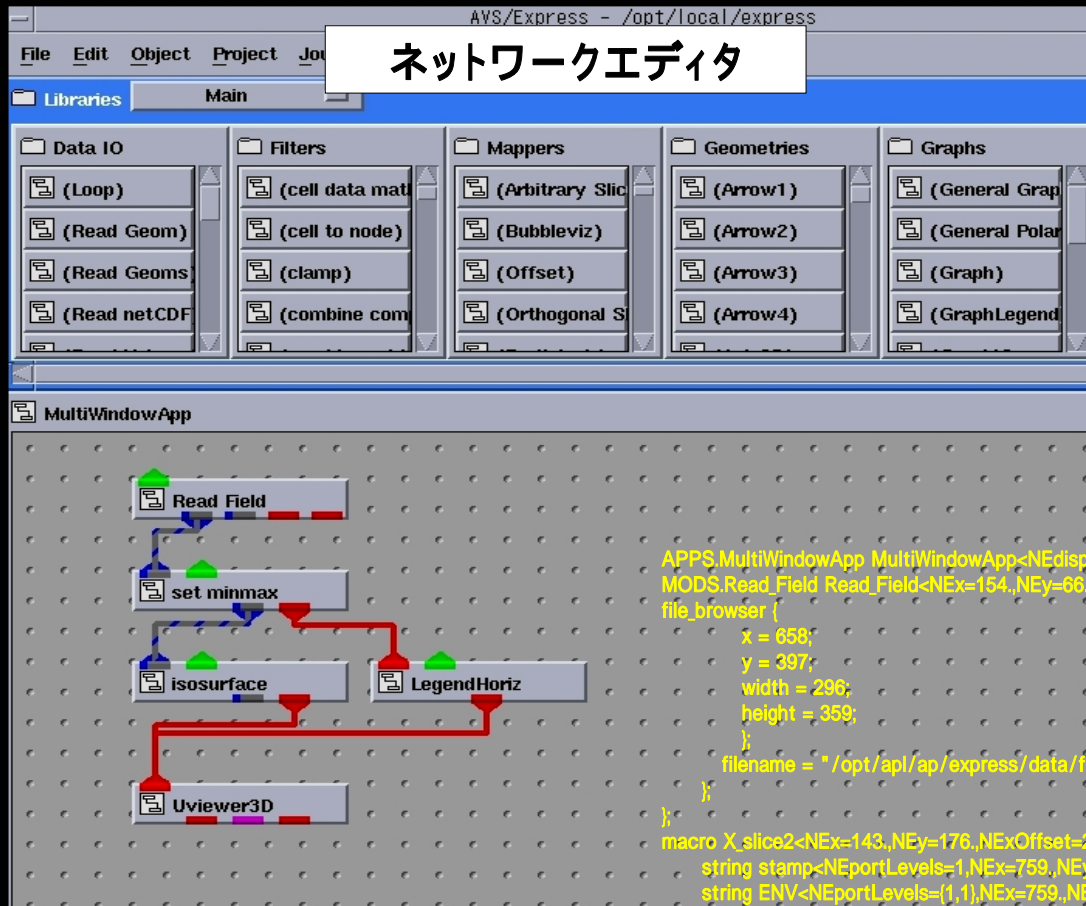 AVS/Express - /opt/local/express
File Edit Object Project Jou
ネットワークエディタ
Libraries Main
Data IO Filters Mappers Geometries Graphs
(Loop) (cell data mat (Arbitrary Slic (Arrow1) (General Grap
(Read Geom) (cell to node) (Bubbleviz) (Arrow2) (General Polar
(Read Geoms) (clamp) (Offset) (Arrow3) (Graph)
(Read netCDF (combine com (Orthogonal S (Arrow4) (GraphLegend
MultiWindowApp
Read Field
set minmax
isosurface LegendHoriz
Uviewer3D
APPS.MultiWindowApp MultiWindowApp<NEdisp
MODS.Read_Field Read_Field<NEx=154.,NEy=66.
file_browser {
x = 658;
y = 397;
width = 296;
height = 359;
};
filename = "/opt/apl/ap/express/data/f
};
};
macro X_slice2<NEx=143.,NEy=176.,NExOffset=2
string stamp<NEportLevels=1,NEx=759.,NEy
string ENV<NEportLevels={1,1},NEx=759.,NE